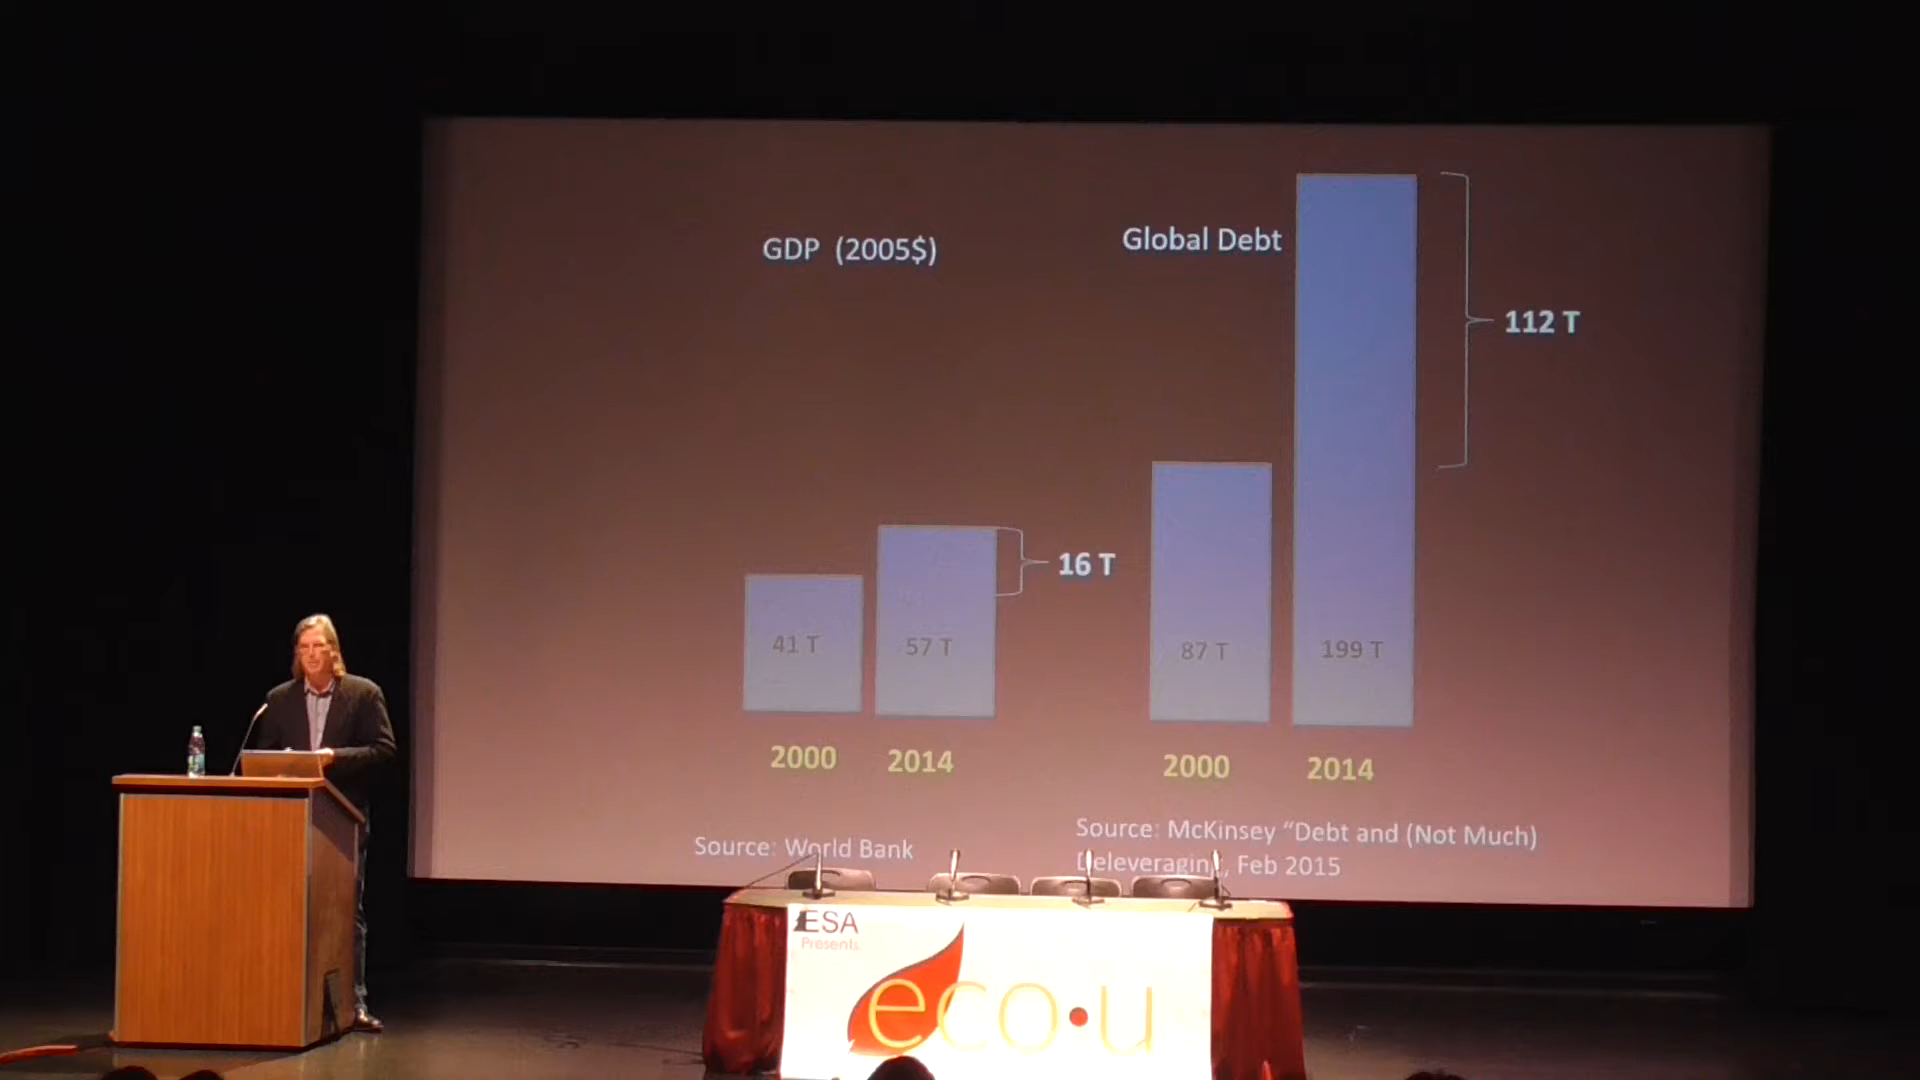 GDP (2005$)
Global Debt
112 T
16 T
41 T
57 T
87 T
199 T
2000
2014
2000
2014
Source: World Bank
Source: McKinsey “Debt and (Not Much)
Deleveraging, Feb 2015
ESA
Presents
eco•u